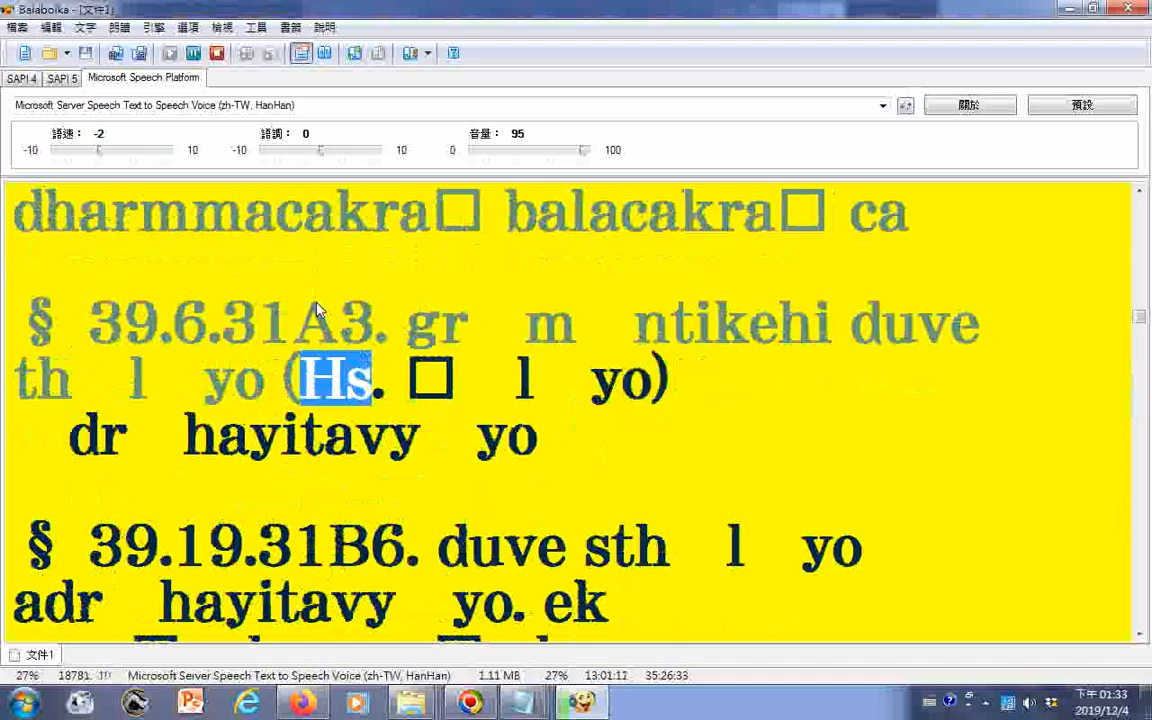 Balabolka - [文件1]
檔案 編輯 文字 朗讀 引擎 選項 檢視 工具 書籤 說明
SAPI 4 SAPI 5 Microsoft Speech Platform
Microsoft Server Speech Text to Speech Voice (zh-TW, HanHan) 關於 預設
語速： -2 語調： 0 音量： 95
-10 10 -10 10 0 100
dharmmacakra□ balacakra□ ca
§ 39.6.31A3. gr m ntikehi duve
th l yo (Hs. □ l yo)
dr hayitavy yo
§ 39.19.31B6. duve sth l yo
adr hayitavy yo. ek
文件1
27% Microsoft Server Speech Text to Speech Voice (zh-TW, HanHan) 1.11 MB 27% 13:01:12 35:26:33
下午 01:33
2019/12/4